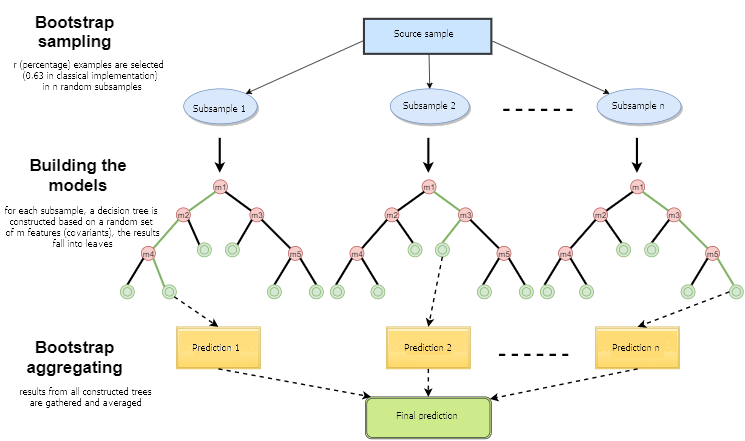 Bootstrap
sampling
r (percentage) examples are selected
(0.63 in classical implementation)
in n random subsamples
Source sample
Subsample 1
Subsample 2
Subsample n
Building the
models
for each subsample, a decision tree is
constructed based on a random set
of m features (covariants), the results
fall into leaves
m1
m2
m3
m4
m5
m1
m2
m3
m4
m5
m1
m2
m3
m4
m5
Bootstrap
aggregating
results from all constructed trees
are gathered and averaged
Prediction 1
Prediction 2
Prediction n
Final prediction